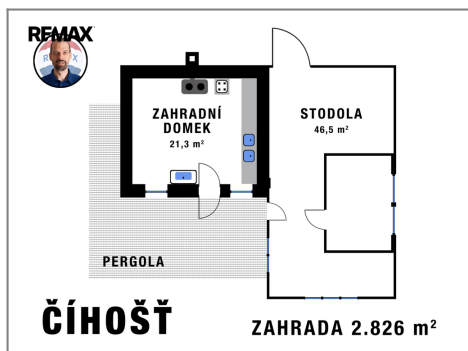 RE/MAX
ZAHRADNÍ
DOMEK
21,3 m²
STODOLA
46,5 m²
PERGOLA
ČÍHOŠŤ
ZAHRADA 2.826 m²